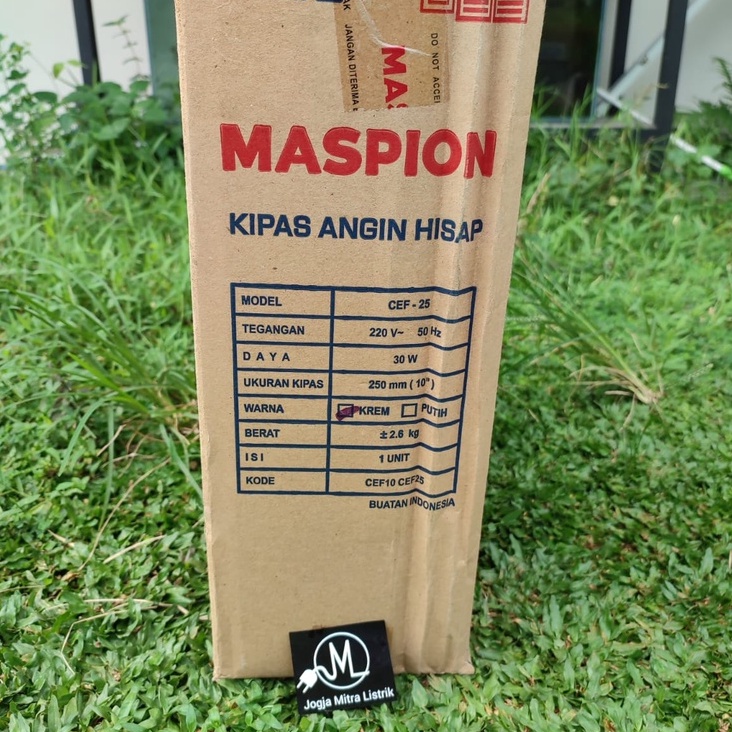 JANGAN DITERIMA
DO NOT ACCE
MAS
MASPION
KIPAS ANGIN HISAP
MODEL CEF - 25
TEGANGAN 220 V~ 50 Hz
D A Y A 30 W
UKURAN KIPAS 250 mm ( 10" )
WARNA KREM PUTIH
BERAT ± 2.6 kg
I S I 1 UNIT
KODE CEF10 CEF25
BUATAN INDONESIA
JM
Jogja Mitra Listrik